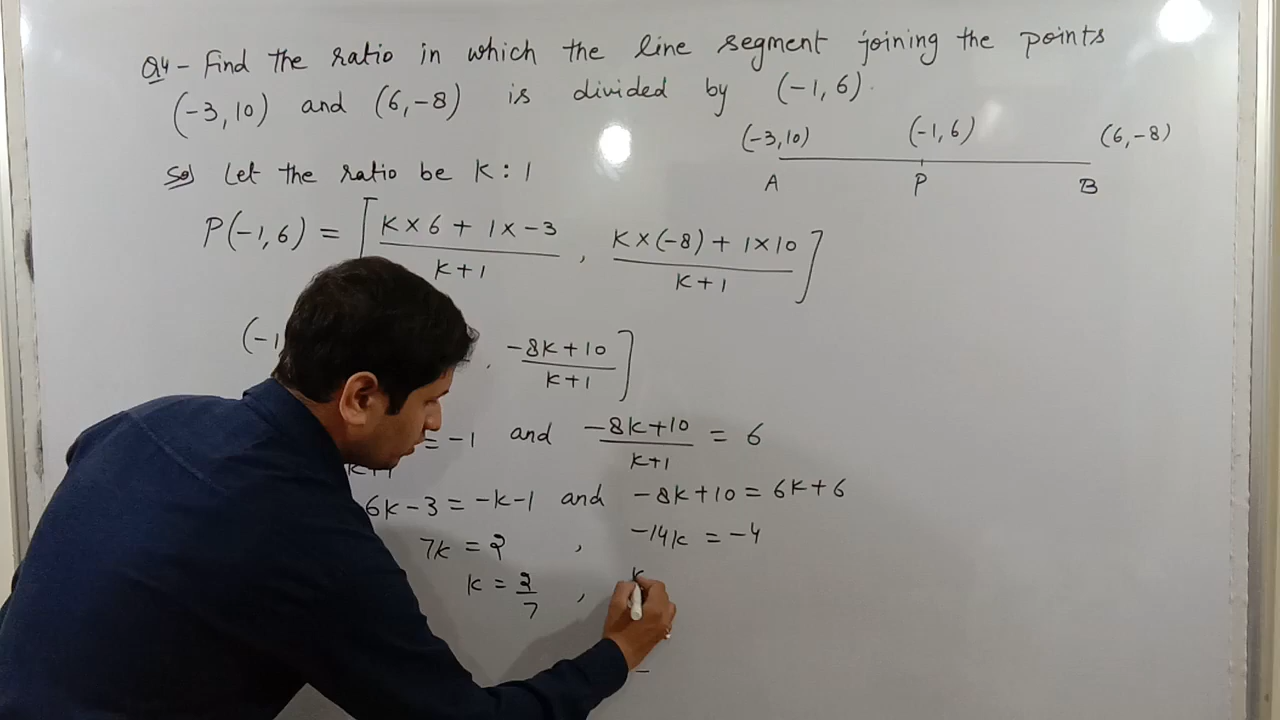 Q4 - Find the ratio in which the line segment joining the points
(-3, 10) and (6, -8) is divided by (-1, 6).
(-3, 10) (-1, 6) (6, -8)
A P B
Sol Let the ratio be K : 1
P(-1, 6) = [ (K × 6 + 1 × -3)/(K+1) , (K × (-8) + 1 × 10)/(K+1) ]
(-1 , (-8K+10)/(K+1) ]
K+1 = -1 and (-8K+10)/(K+1) = 6
6K - 3 = -K - 1 and -8K + 10 = 6K + 6
7K = 2 , -14K = -4
K = 2/7 , K